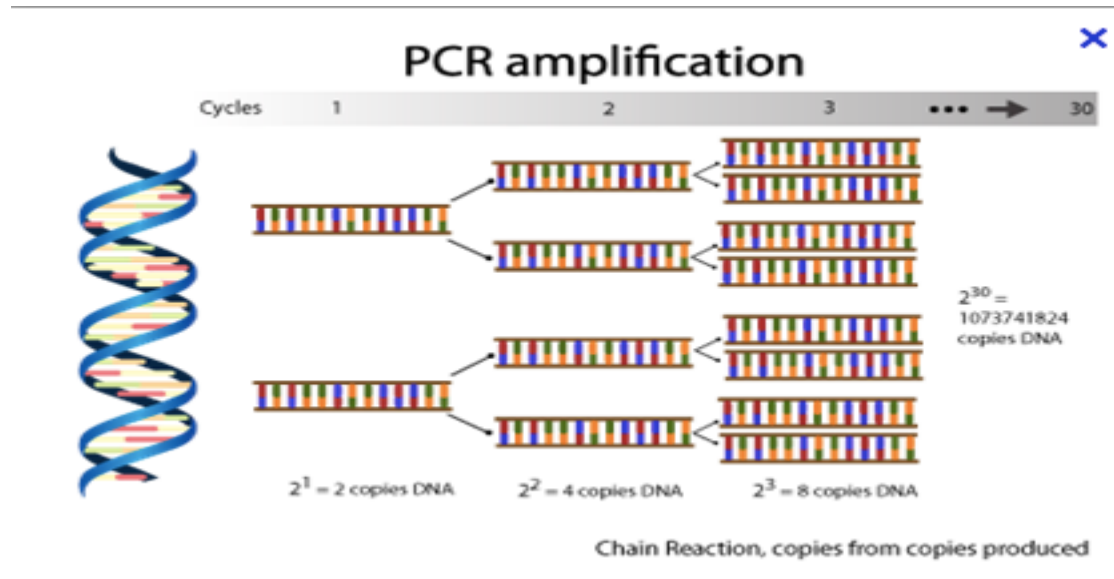 PCR amplification
Cycles 1 2 3 ••• → 30
2^30 =
1073741824
copies DNA
2^1 = 2 copies DNA 2^2 = 4 copies DNA 2^3 = 8 copies DNA
Chain Reaction, copies from copies produced